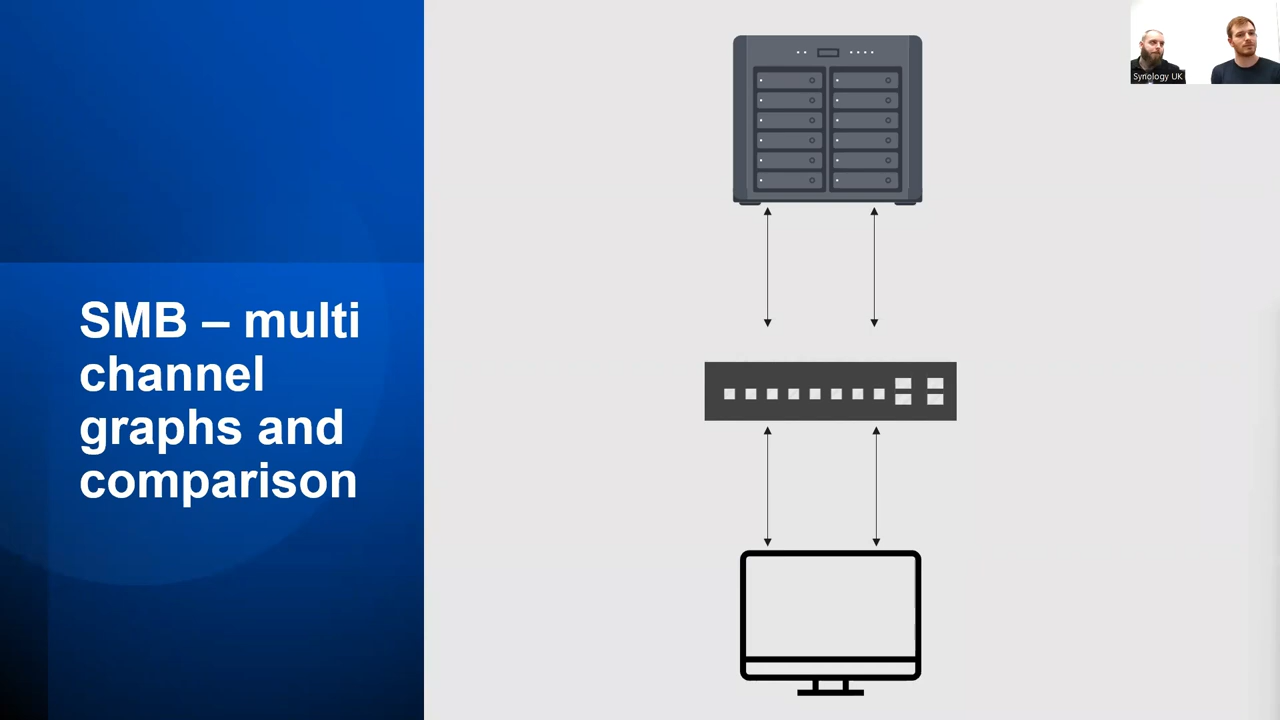 SMB – multi
channel
graphs and
comparison
Synology UK